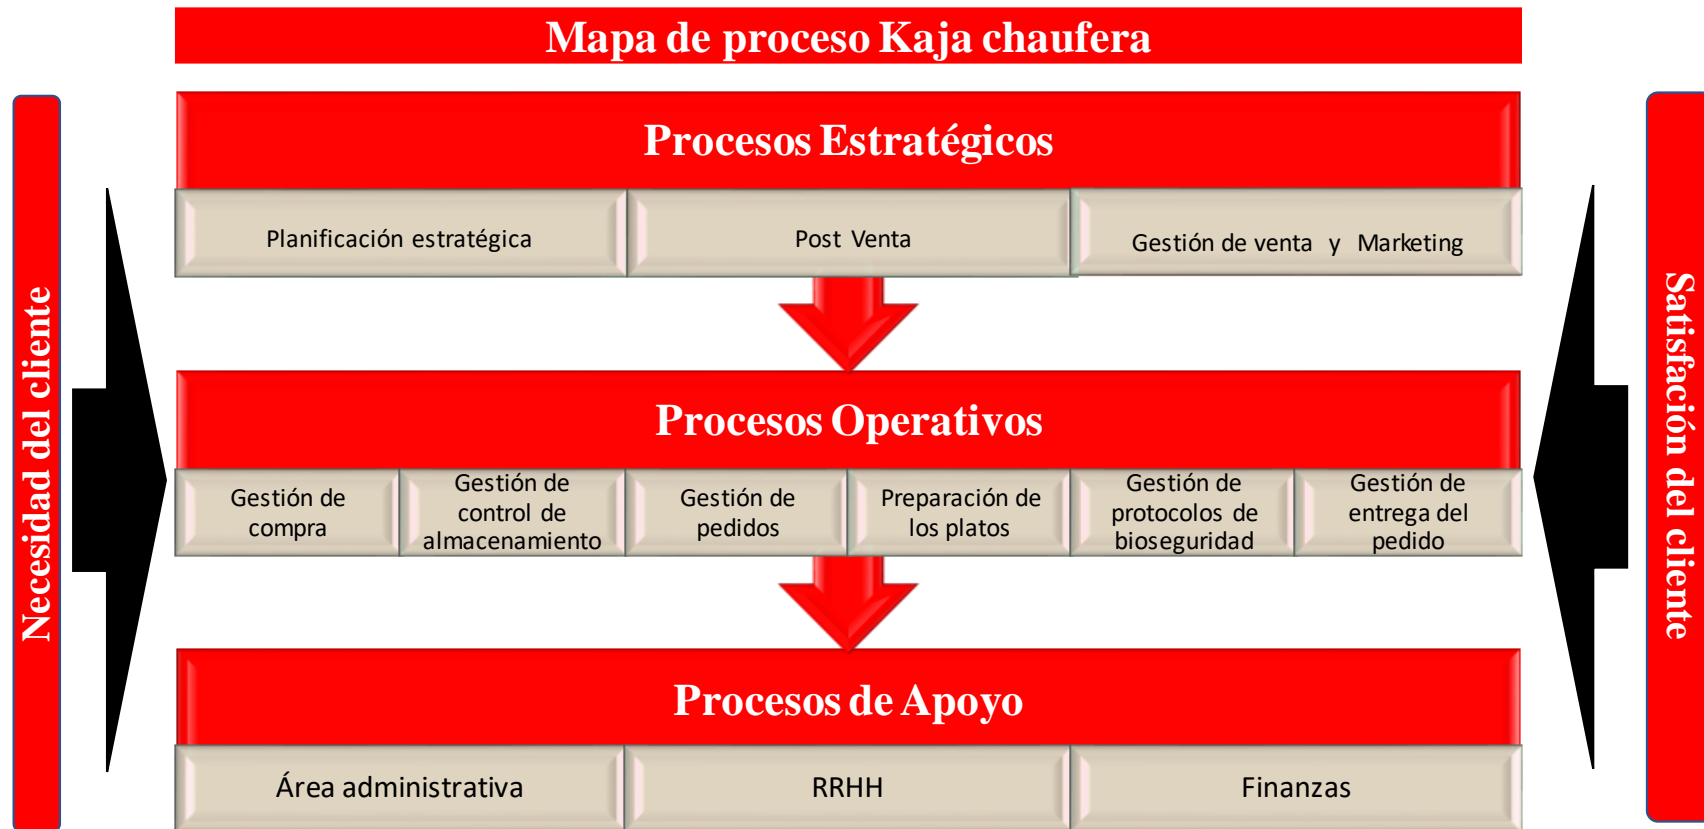 Mapa de proceso Kaja chaufera
Necesidad del cliente
Procesos Estratégicos
Planificación estratégica
Post Venta
Gestión de venta y Marketing
Procesos Operativos
Gestión de
compra
Gestión de
control de
almacenamiento
Gestión de
pedidos
Preparación de
los platos
Gestión de
protocolos de
bioseguridad
Gestión de
entrega del
pedido
Procesos de Apoyo
Área administrativa
RRHH
Finanzas
Satisfacción del cliente